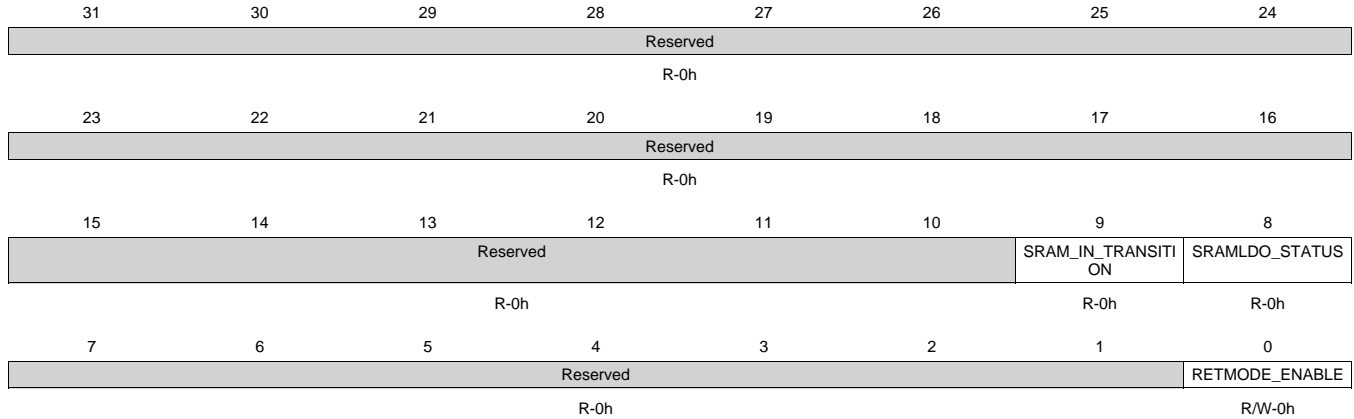 31 30 29 28 27 26 25 24
Reserved
R-0h
23 22 21 20 19 18 17 16
Reserved
R-0h
15 14 13 12 11 10 9 8
Reserved SRAM_IN_TRANSITI SRAMLDO_STATUS
ON
R-0h R-0h R-0h
7 6 5 4 3 2 1 0
Reserved RETMODE_ENABLE
R-0h R/W-0h